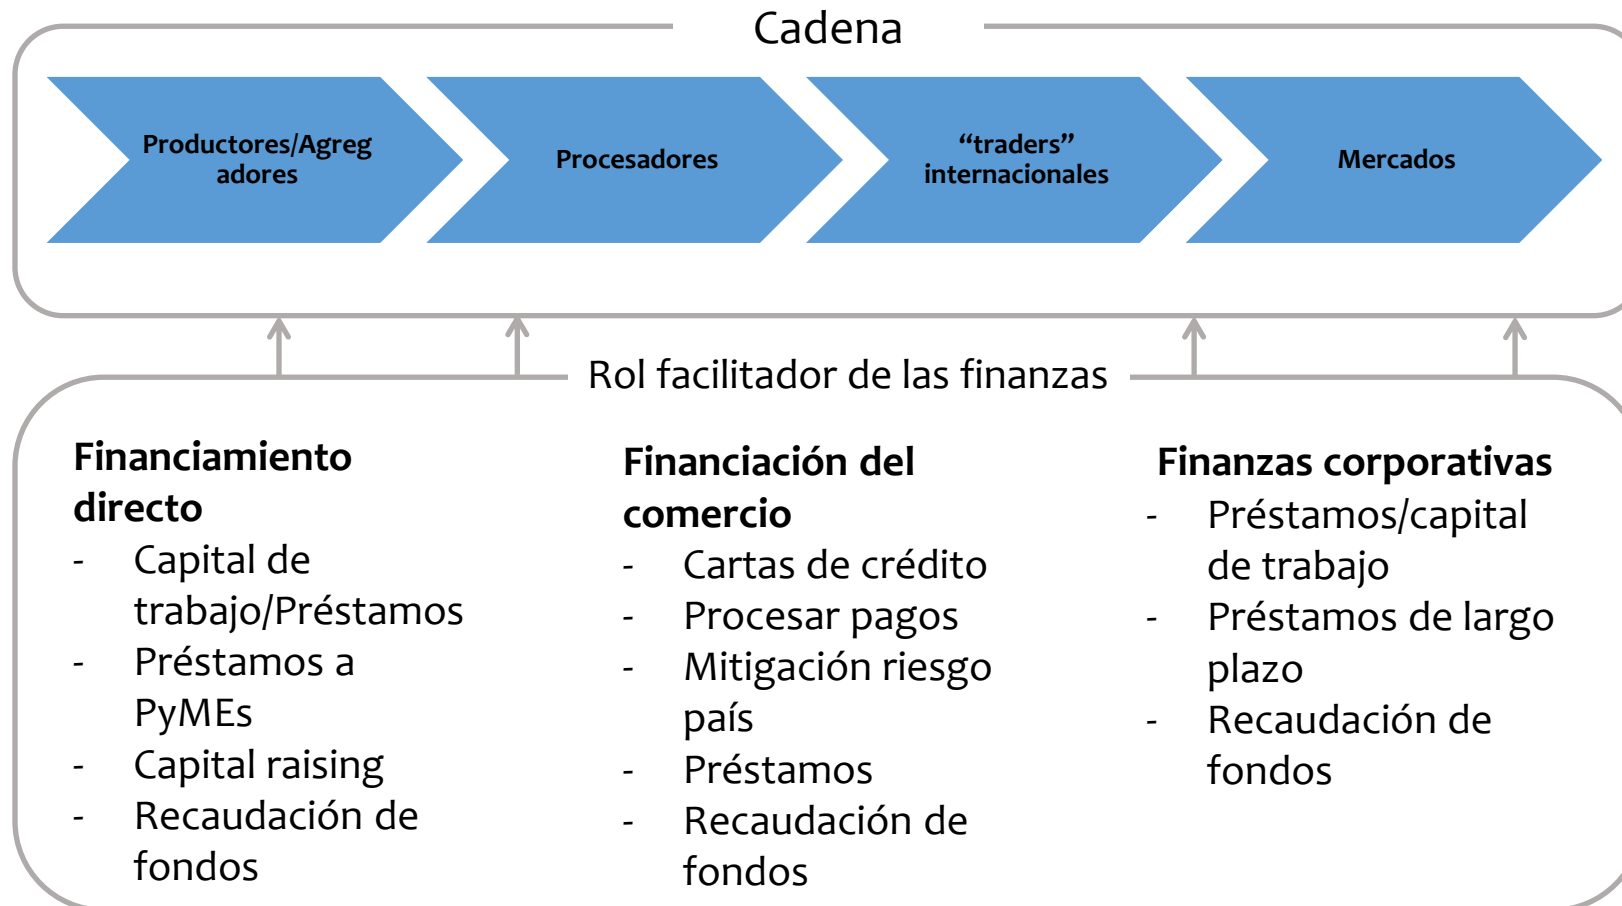 Cadena
Productores/Agreg
adores
Procesadores
“traders”
internacionales
Mercados
Rol facilitador de las finanzas
Financiamiento
directo
- Capital de
trabajo/Préstamos
- Préstamos a
PyMEs
- Capital raising
- Recaudación de
fondos
Financiación del
comercio
- Cartas de crédito
- Procesar pagos
- Mitigación riesgo
país
- Préstamos
- Recaudación de
fondos
Finanzas corporativas
- Préstamos/capital
de trabajo
- Préstamos de largo
plazo
- Recaudación de
fondos